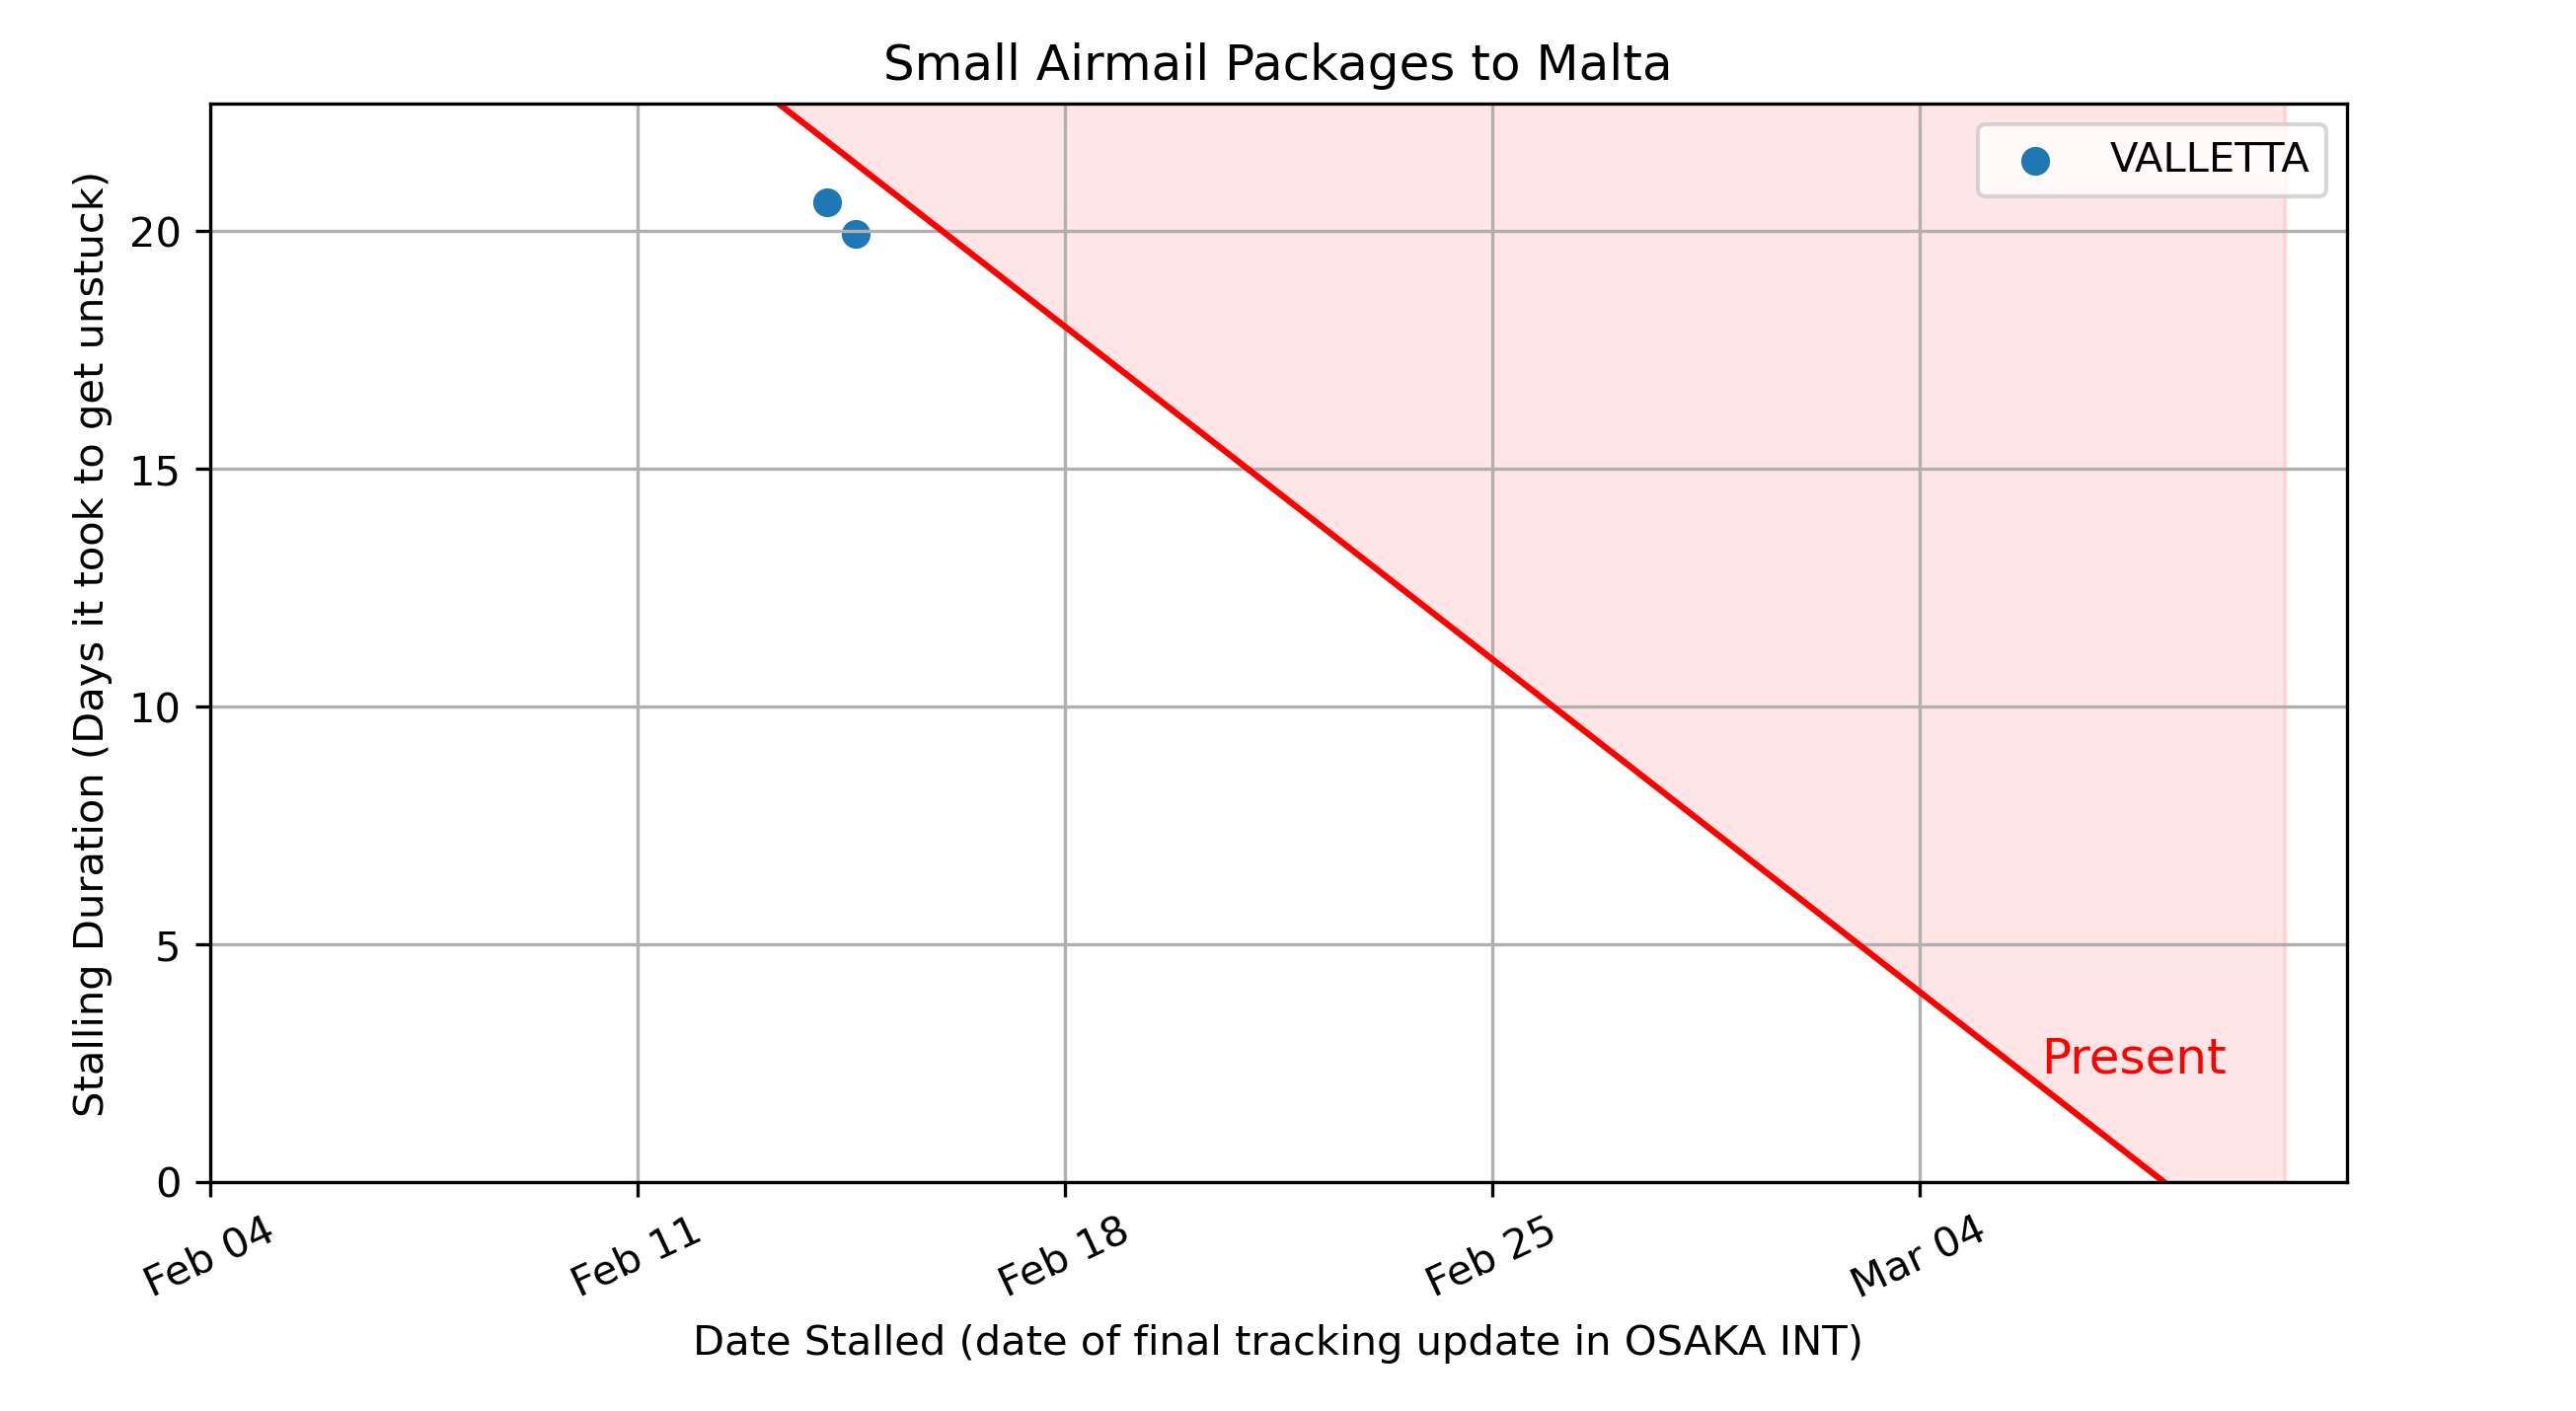 Small Airmail Packages to Malta
VALLETTA
Stalling Duration (Days it took to get unstuck)
20
15
10
5
0
Present
Feb 04
Feb 11
Feb 18
Feb 25
Mar 04
Date Stalled (date of final tracking update in OSAKA INT)